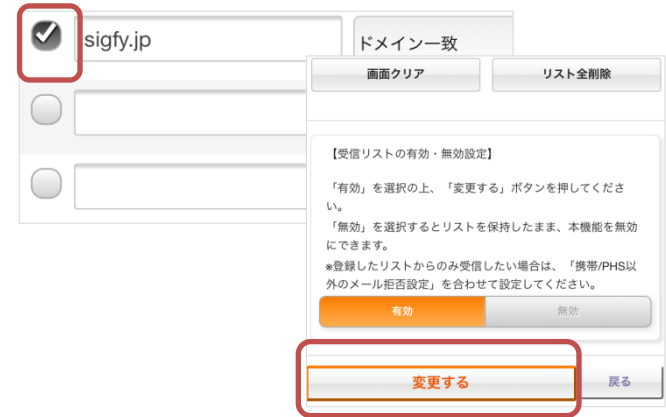 sigfy.jp
ドメイン一致
画面クリア
リスト全削除
【受信リストの有効・無効設定】
「有効」を選択の上、「変更する」ボタンを押してくださ
い。
「無効」を選択するとリストを保持したまま、本機能を無効
にできます。
※登録したリストからのみ受信したい場合は、「携帯/PHS以
外のメール拒否設定」を合わせて設定してください。
有効
無効
変更する
戻る